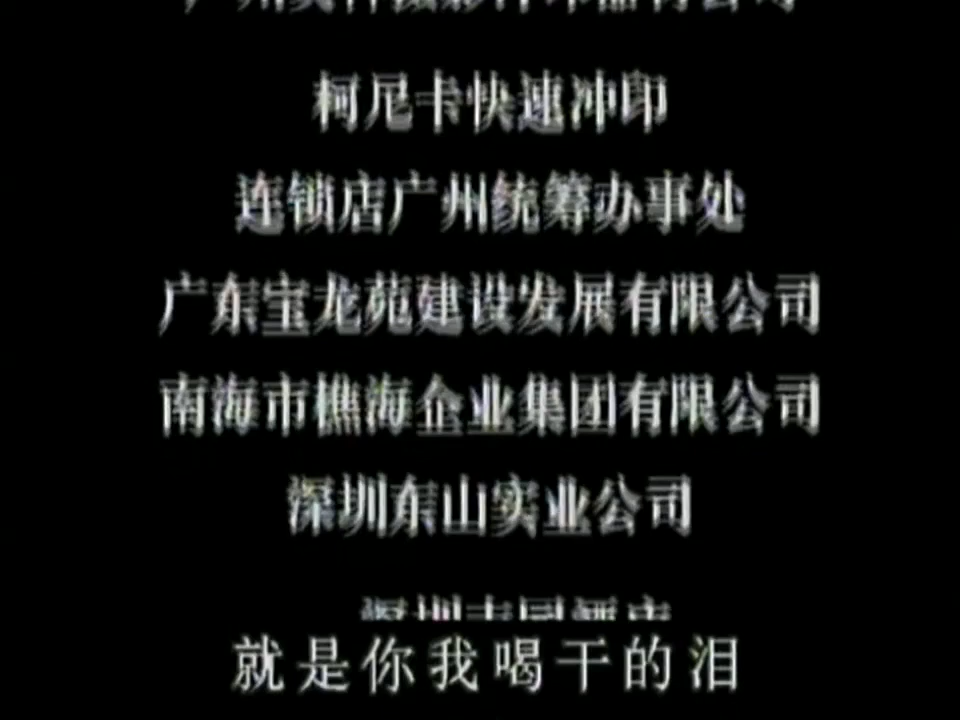 柯尼卡快速冲印
连锁店广州统筹办事处
广东宝龙苑建设发展有限公司
南海市樵海企业集团有限公司
深圳东山实业公司
就是你我喝干的泪